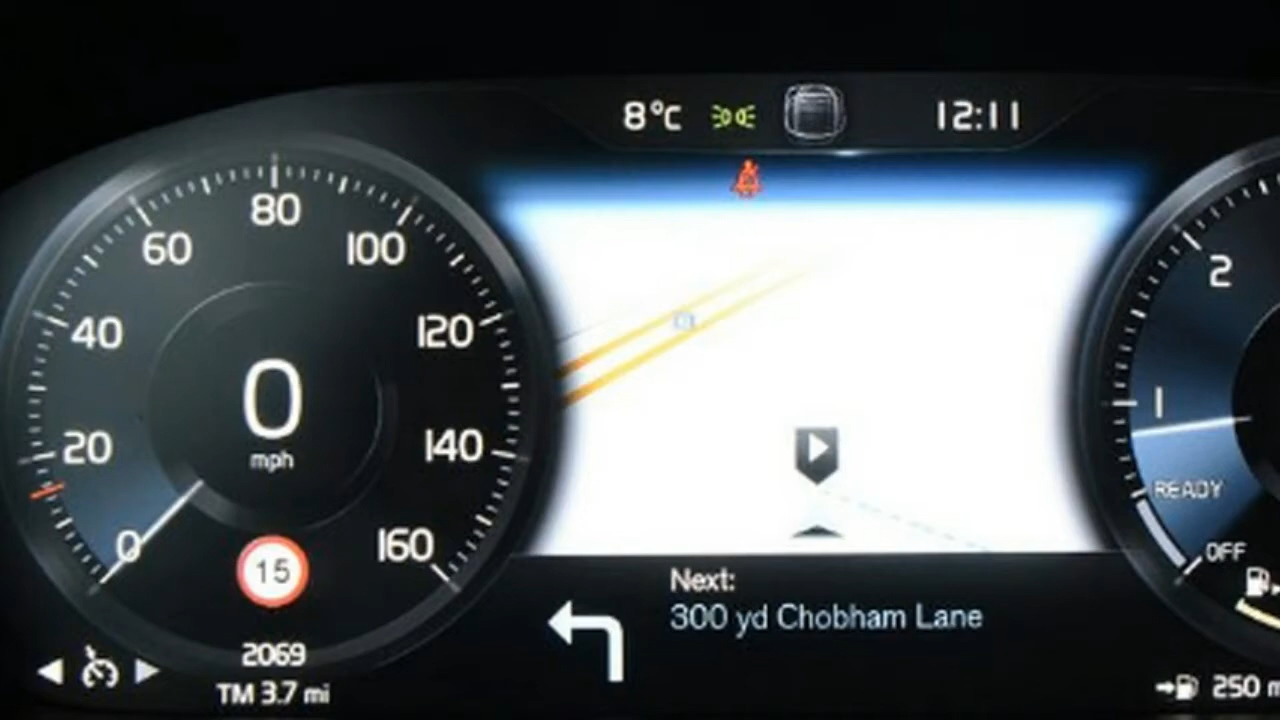 8°C 12:11
80
60 100
40 120
0
mph
20 140
0 160
15
2069
TM 3.7 mi
Next:
300 yd Chobham Lane
2
1
READY
OFF
250 m